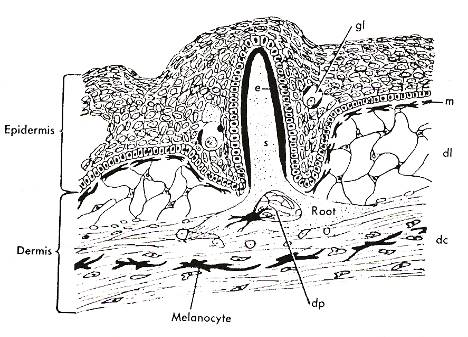 gl
e
m
Epidermis
s
dl
Root
dc
Dermis
Melanocyte
dp